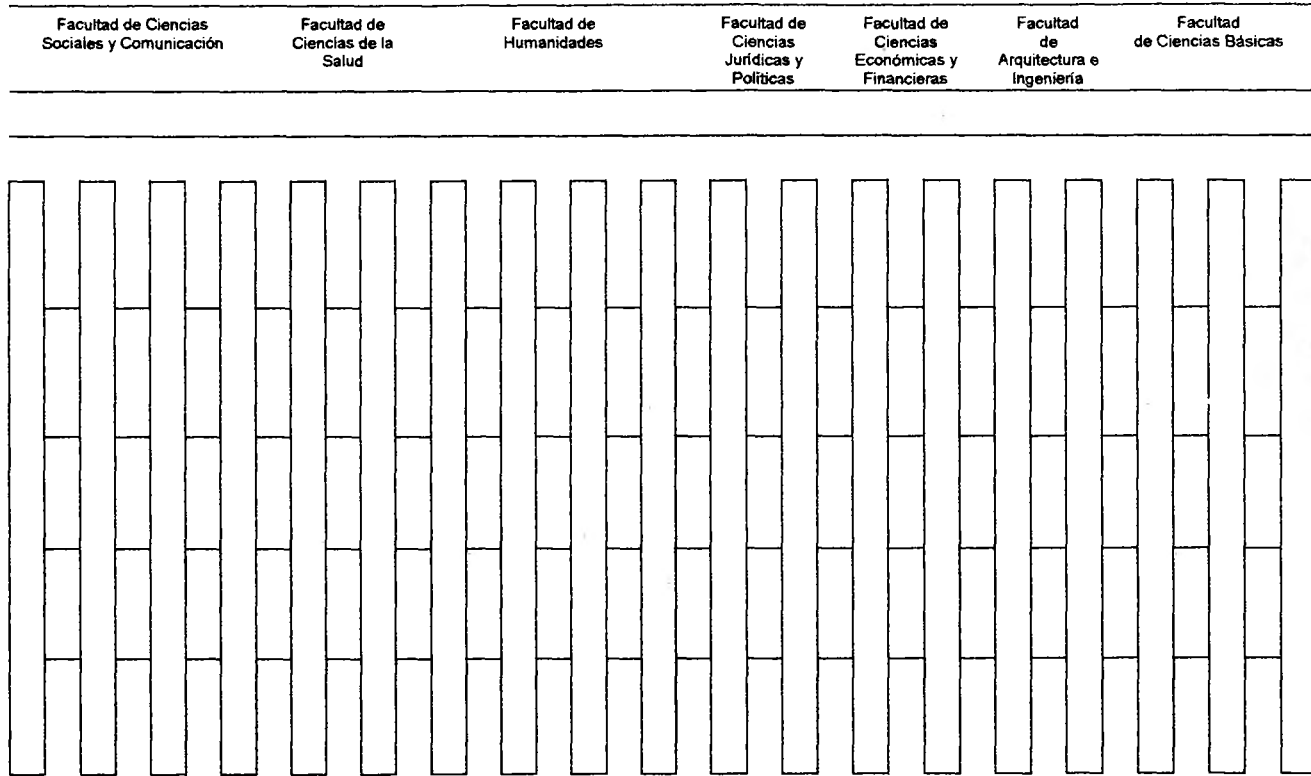 Facultad de Ciencias
Sociales y Comunicación
Facultad de
Ciencias de la
Salud
Facultad de
Humanidades
Facultad de
Ciencias
Jurídicas y
Políticas
Facultad de
Ciencias
Económicas y
Financieras
Facultad
de
Arquitectura e
Ingeniería
Facultad
de Ciencias Básicas